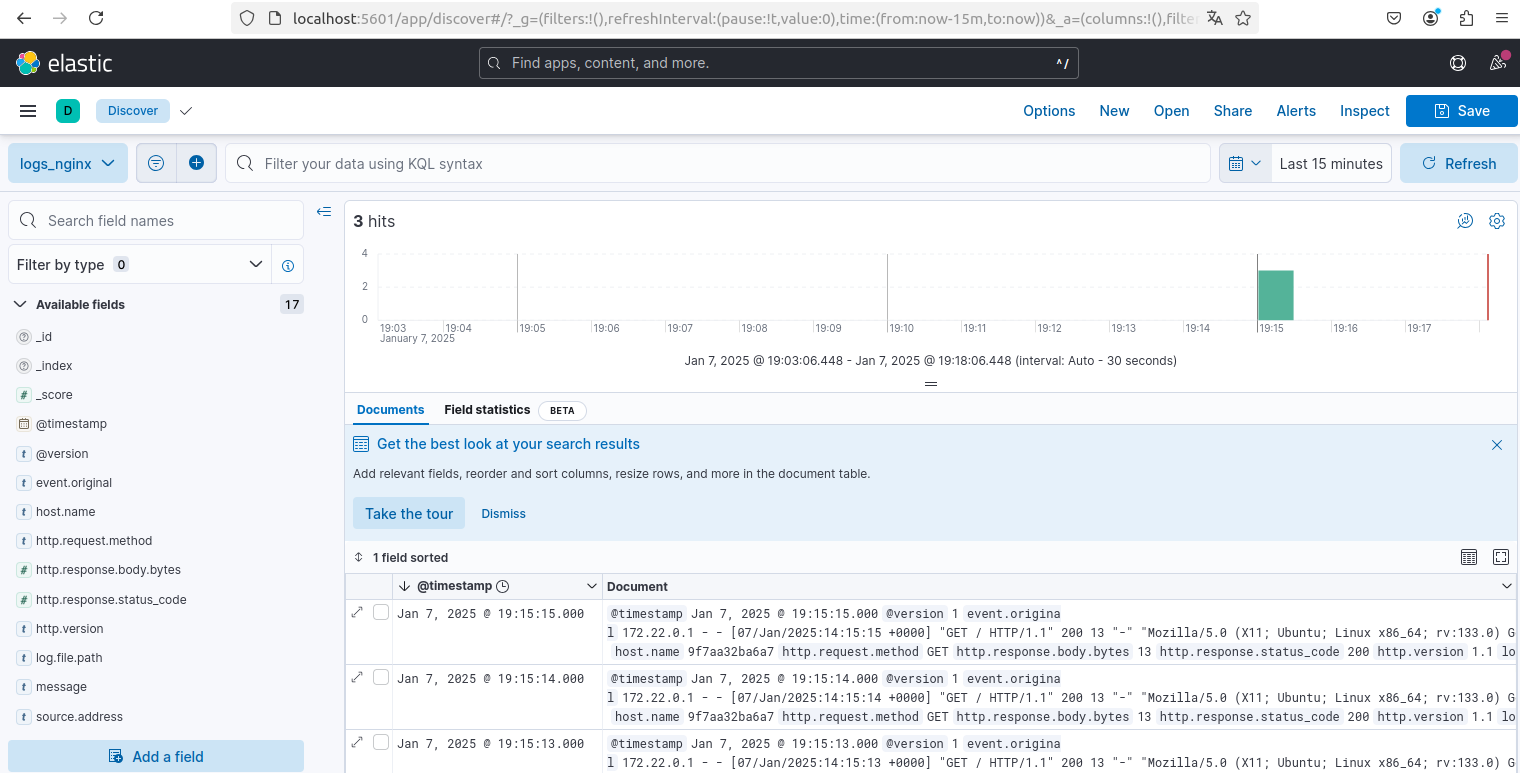 localhost:5601/app/discover#/?_g=(filters:!(),refreshInterval:(pause:!t,value:0),time:(from:now-15m,to:now))&_a=(columns:!(),filte
elastic
Find apps, content, and more.
^/
D
Discover
Options
New
Open
Share
Alerts
Inspect
Save
logs_nginx
Filter your data using KQL syntax
Last 15 minutes
Refresh
Search field names
Filter by type 0
Available fields 17
_id
_index
_score
@timestamp
@version
event.original
host.name
http.request.method
http.response.body.bytes
http.response.status_code
http.version
log.file.path
message
source.address
Add a field
3 hits
4
2
0
19:03 19:04 19:05 19:06 19:07 19:08 19:09 19:10 19:11 19:12 19:13 19:14 19:15 19:16 19:17
January 7, 2025
Jan 7, 2025 @ 19:03:06.448 - Jan 7, 2025 @ 19:18:06.448 (interval: Auto - 30 seconds)
Documents
Field statistics
BETA
Get the best look at your search results
Add relevant fields, reorder and sort columns, resize rows, and more in the document table.
Take the tour
Dismiss
1 field sorted
@timestamp
Document
Jan 7, 2025 @ 19:15:15.000
@timestamp Jan 7, 2025 @ 19:15:15.000 @version 1 event.origina
l 172.22.0.1 - - [07/Jan/2025:14:15:15 +0000] "GET / HTTP/1.1" 200 13 "-" "Mozilla/5.0 (X11; Ubuntu; Linux x86_64; rv:133.0) G
host.name 9f7aa32ba6a7 http.request.method GET http.response.body.bytes 13 http.response.status_code 200 http.version 1.1 lo
Jan 7, 2025 @ 19:15:14.000
@timestamp Jan 7, 2025 @ 19:15:14.000 @version 1 event.origina
l 172.22.0.1 - - [07/Jan/2025:14:15:14 +0000] "GET / HTTP/1.1" 200 13 "-" "Mozilla/5.0 (X11; Ubuntu; Linux x86_64; rv:133.0) G
host.name 9f7aa32ba6a7 http.request.method GET http.response.body.bytes 13 http.response.status_code 200 http.version 1.1 lo
Jan 7, 2025 @ 19:15:13.000
@timestamp Jan 7, 2025 @ 19:15:13.000 @version 1 event.origina
l 172.22.0.1 - - [07/Jan/2025:14:15:13 +0000] "GET / HTTP/1.1" 200 13 "-" "Mozilla/5.0 (X11; Ubuntu; Linux x86_64; rv:133.0) G